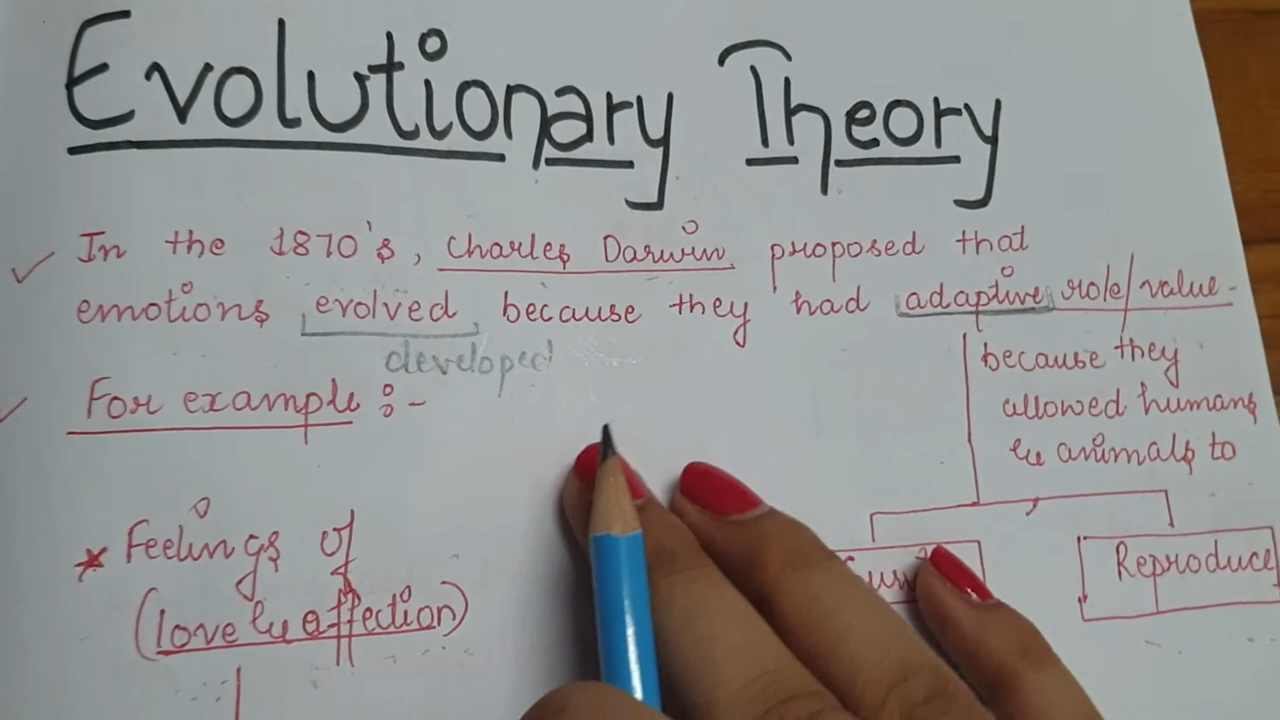 Evolutionary Theory
In the 1870's, Charles Darwin proposed that
emotions evolved because they had adaptive role/value-
developed
because they
allowed humans
& animals to
For example :-
Reproduce
* Feelings of
(love & affection)